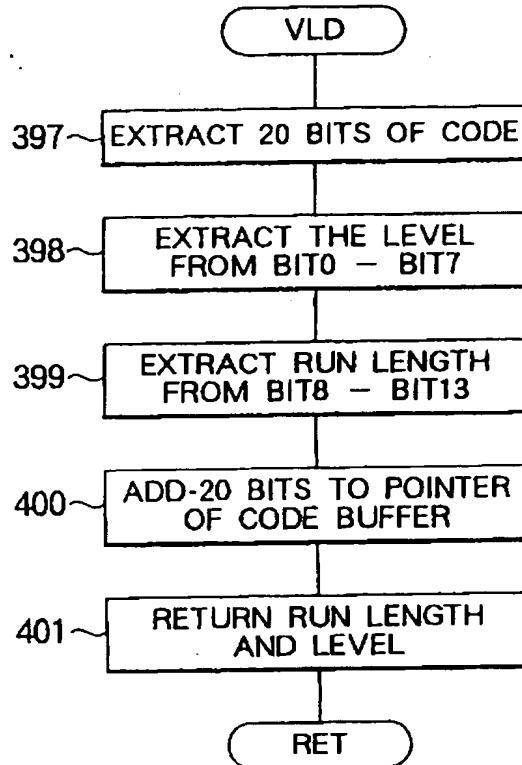 VLD
397 EXTRACT 20 BITS OF CODE
398 EXTRACT THE LEVEL
FROM BIT0 – BIT7
399 EXTRACT RUN LENGTH
FROM BIT8 – BIT13
400 ADD-20 BITS TO POINTER
OF CODE BUFFER
401 RETURN RUN LENGTH
AND LEVEL
RET